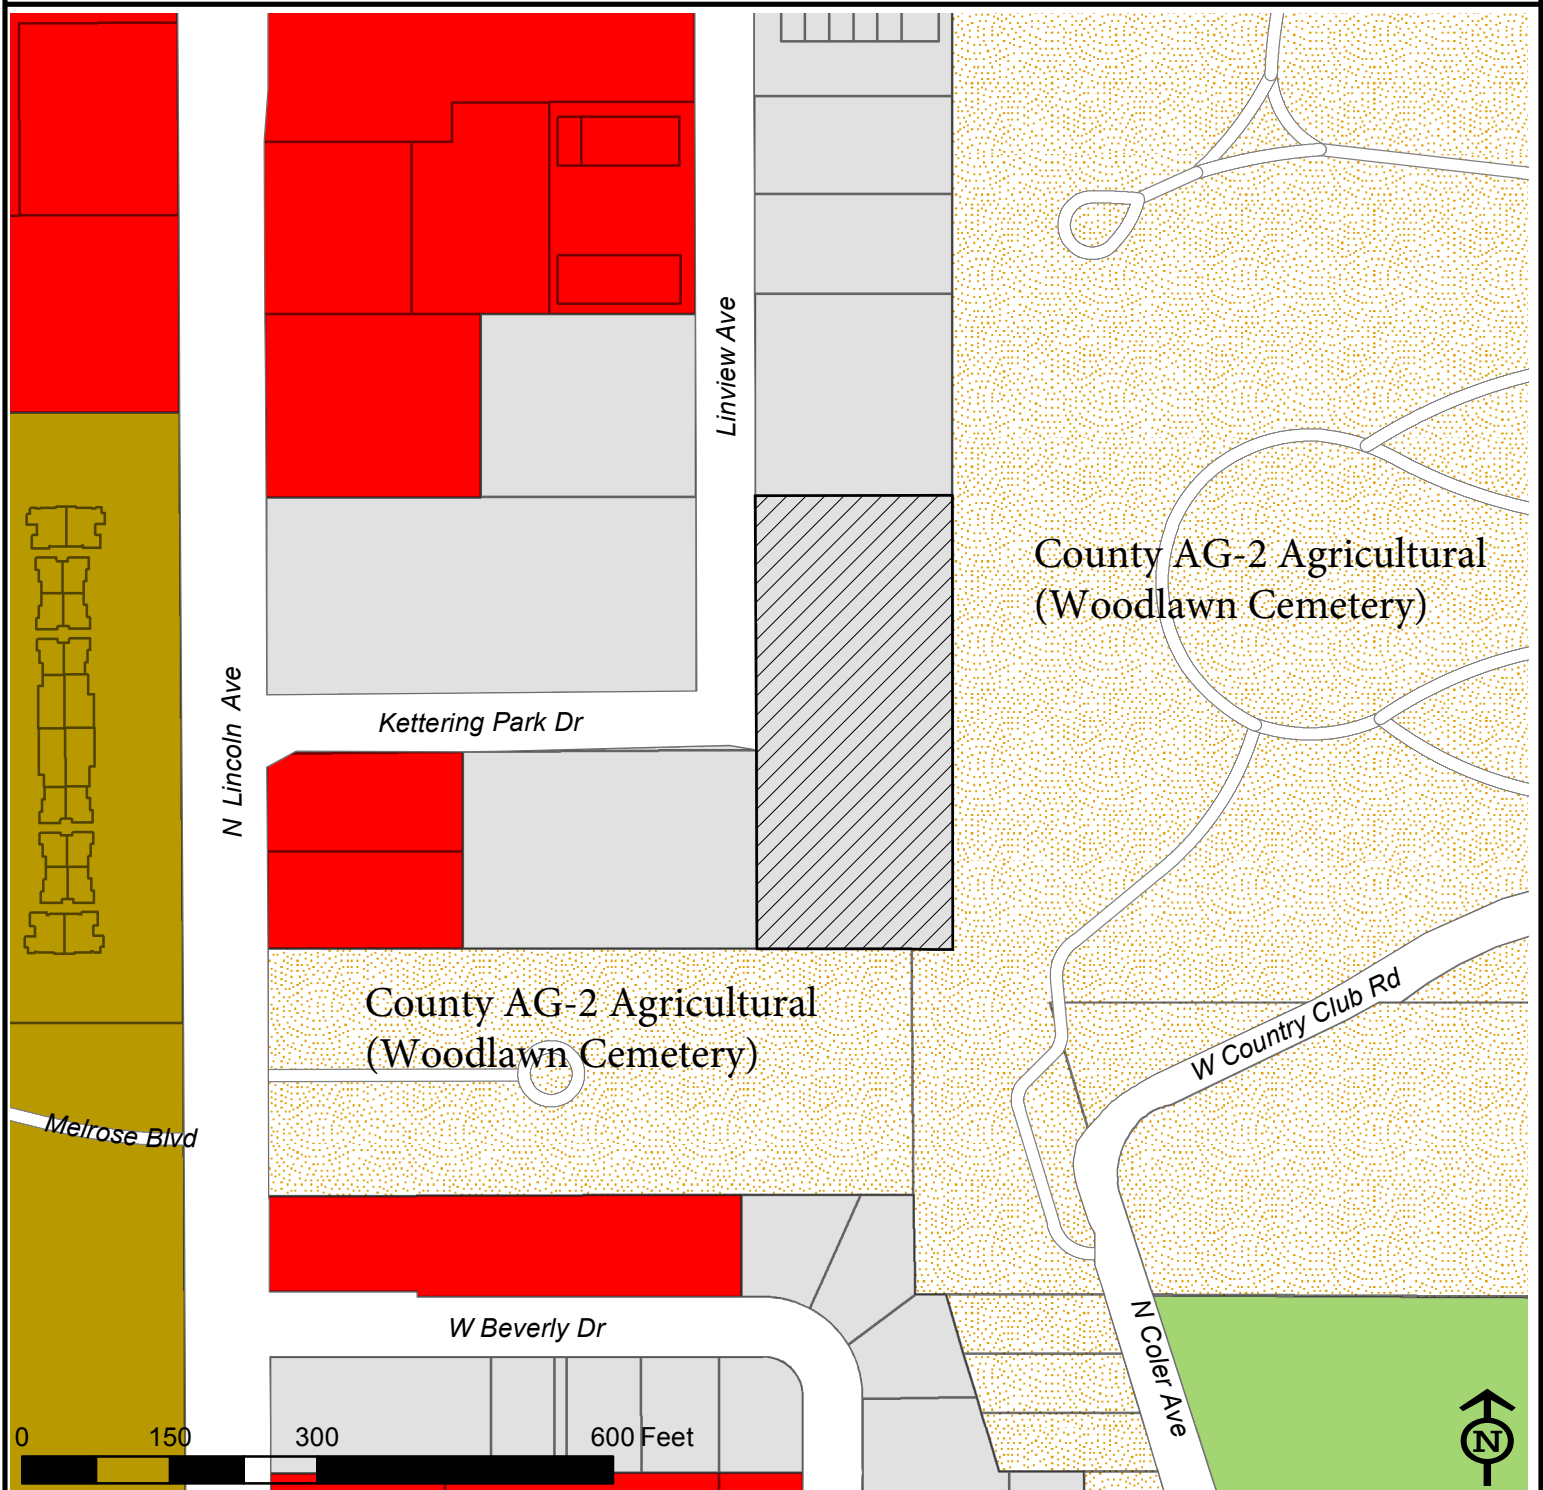 Linview Ave
County AG-2 Agricultural
(Woodlawn Cemetery)
N Lincoln Ave
Kettering Park Dr
County AG-2 Agricultural
(Woodlawn Cemetery)
W Country Club Rd
Melrose Blvd
W Beverly Dr
N Coler Ave
0 150 300 600 Feet
N